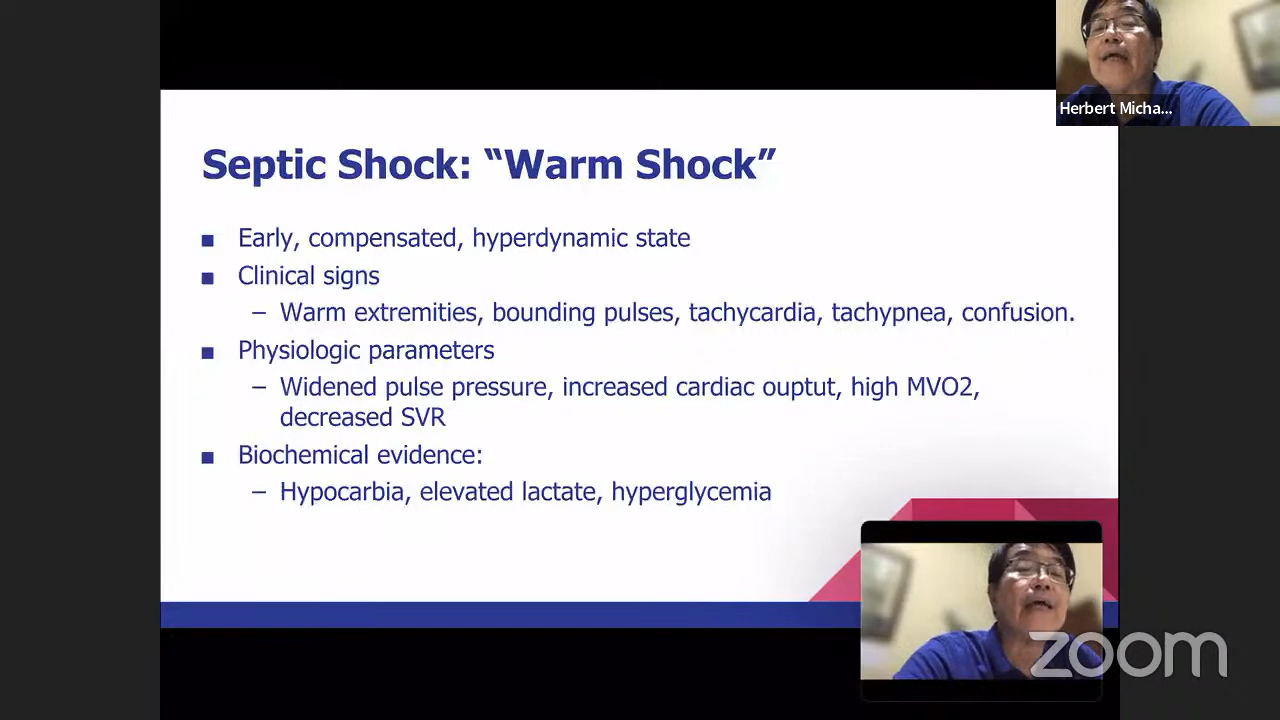 Herbert Micha...
Septic Shock: “Warm Shock”
■ Early, compensated, hyperdynamic state
■ Clinical signs
– Warm extremities, bounding pulses, tachycardia, tachypnea, confusion.
■ Physiologic parameters
– Widened pulse pressure, increased cardiac ouptut, high MVO2,
decreased SVR
■ Biochemical evidence:
– Hypocarbia, elevated lactate, hyperglycemia
zoom